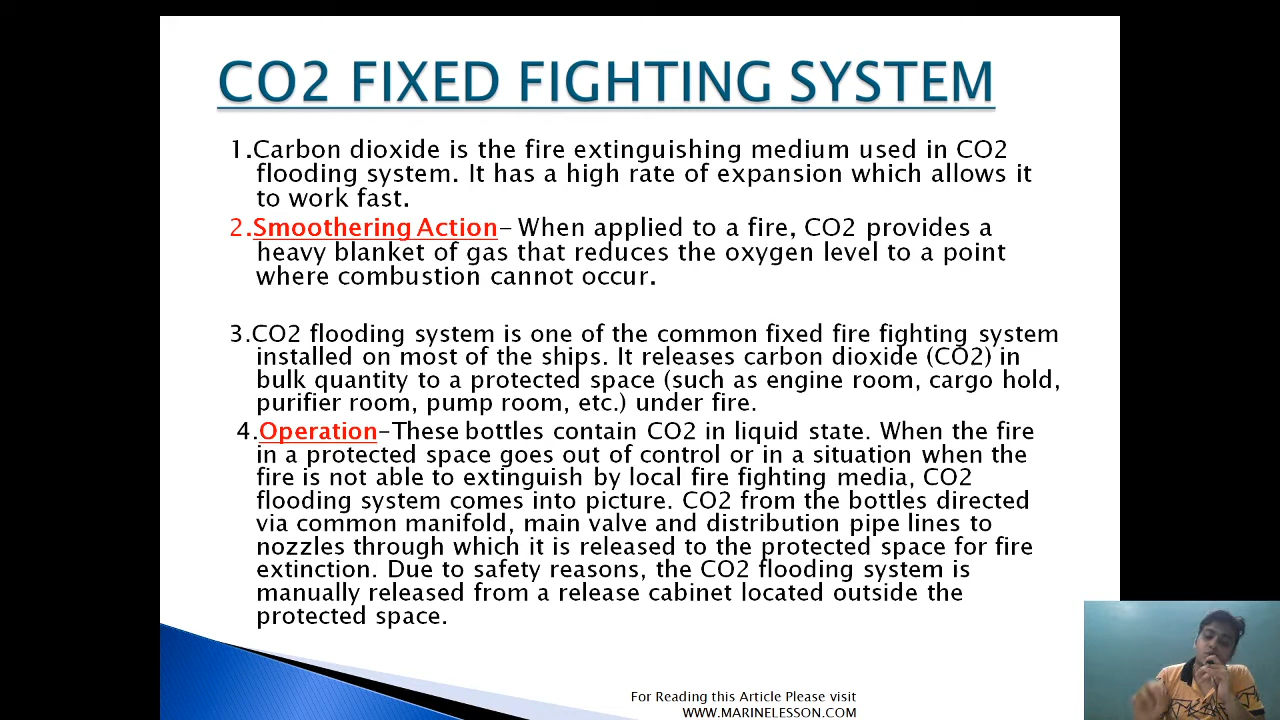 CO2 FIXED FIGHTING SYSTEM
1.Carbon dioxide is the fire extinguishing medium used in CO2
flooding system. It has a high rate of expansion which allows it
to work fast.
2.Smoothering Action- When applied to a fire, CO2 provides a
heavy blanket of gas that reduces the oxygen level to a point
where combustion cannot occur.
3.CO2 flooding system is one of the common fixed fire fighting system
installed on most of the ships. It releases carbon dioxide (CO2) in
bulk quantity to a protected space (such as engine room, cargo hold,
purifier room, pump room, etc.) under fire.
4.Operation-These bottles contain CO2 in liquid state. When the fire
in a protected space goes out of control or in a situation when the
fire is not able to extinguish by local fire fighting media, CO2
flooding system comes into picture. CO2 from the bottles directed
via common manifold, main valve and distribution pipe lines to
nozzles through which it is released to the protected space for fire
extinction. Due to safety reasons, the CO2 flooding system is
manually released from a release cabinet located outside the
protected space.
For Reading this Article Please visit
WWW.MARINELESSON.COM